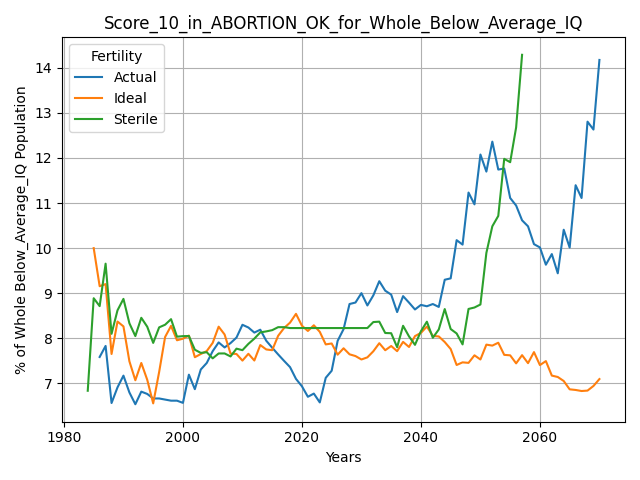 Score_10_in_ABORTION_OK_for_Whole_Below_Average_IQ
Fertility
Actual
Ideal
Sterile
% of Whole Below_Average_IQ Population
14
13
12
11
10
9
8
7
1980
2000
2020
2040
2060
Years